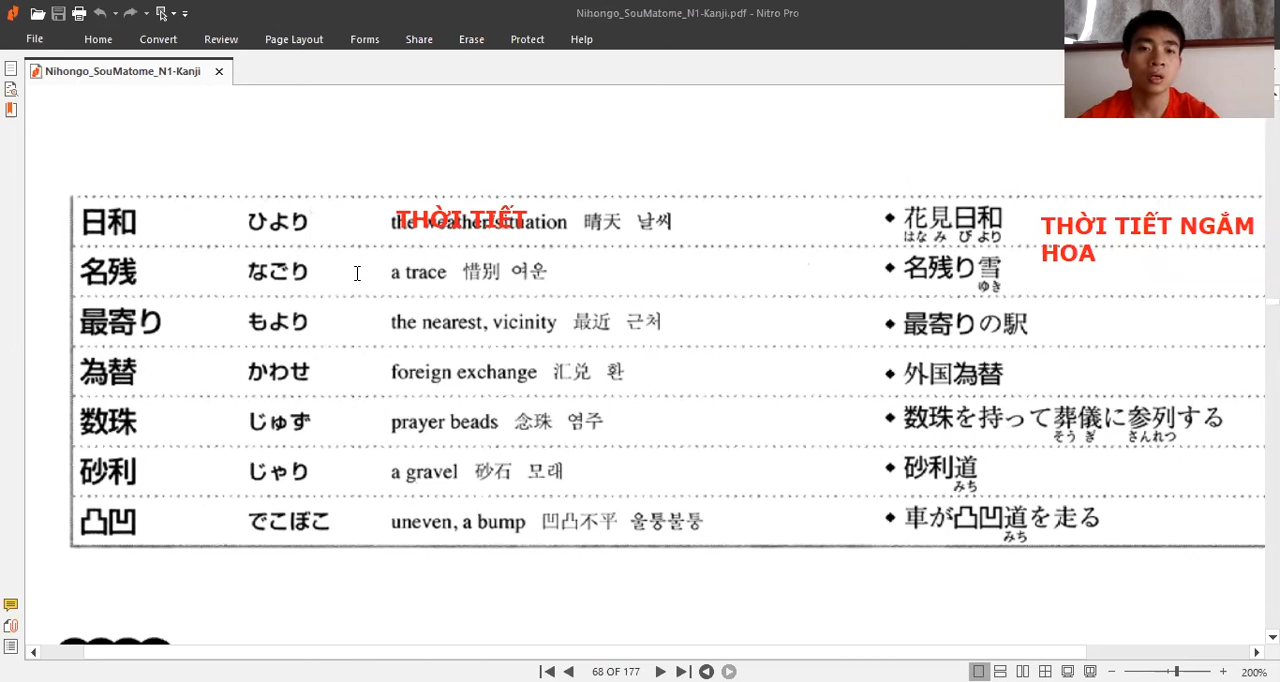 Nihongo_SouMatome_N1-Kanji.pdf - Nitro Pro
File Home Convert Review Page Layout Forms Share Erase Protect Help
Nihongo_SouMatome_N1-Kanji
日和 ひより the weather situation 晴天 날씨 ◆ 花見日和
THỜI TIẾT
はなみびより
THỜI TIẾT NGẮM
HOA
名残 なごり a trace 惜别 여운 ◆ 名残り雪
ゆき
最寄り もより the nearest, vicinity 最近 근처 ◆ 最寄りの駅
為替 かわせ foreign exchange 汇兑 환 ◆ 外国為替
数珠 じゅず prayer beads 念珠 염주 ◆ 数珠を持って葬儀に参列する
そうぎ さんれつ
砂利 じゃり a gravel 砂石 모래 ◆ 砂利道
みち
凸凹 でこぼこ uneven, a bump 凹凸不平 울퉁불퉁 ◆ 車が凸凹道を走る
みち
68 OF 177
200%